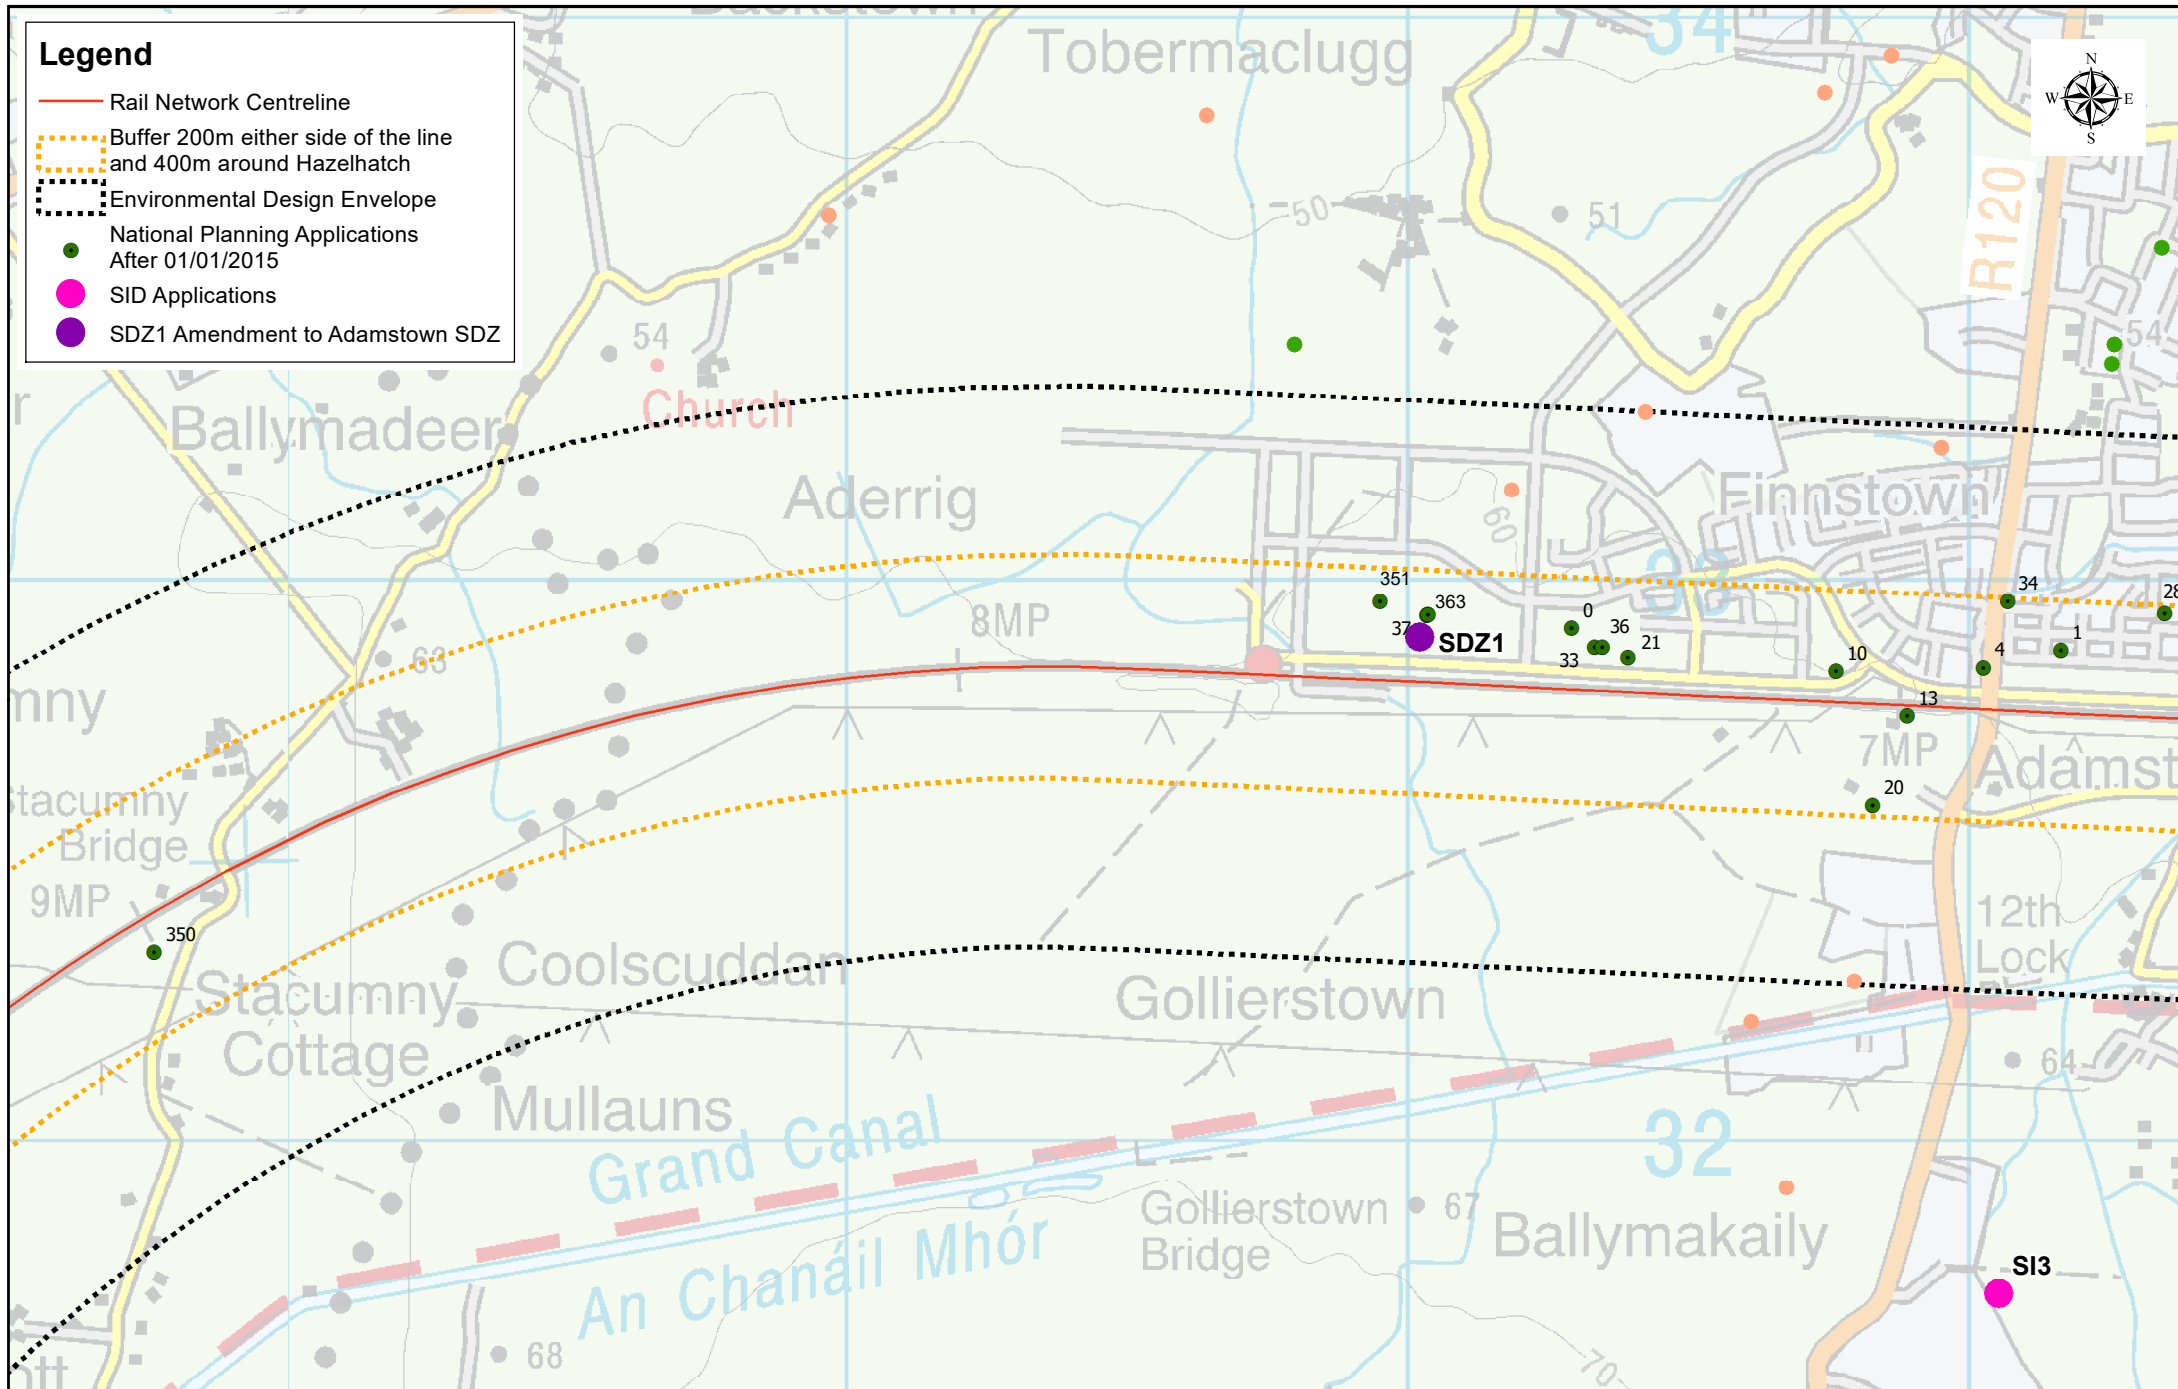 Legend
Rail Network Centreline
Buffer 200m either side of the line
and 400m around Hazelhatch
Environmental Design Envelope
National Planning Applications
After 01/01/2015
SID Applications
SDZ1 Amendment to Adamstown SDZ
Tobermaclugg
34
N
W
E
S
R120
50
51
54
54
Church
Ballymadeer
Aderrig
Finnstown
60
33
351
363
37
SDZ1
0
36
33
21
34
28
1
4
10
13
8MP
63
7MP
Adamst
20
Stacumny
Bridge
9MP
350
12th
Lock
Coolscuddan
Stacumny
Cottage
Gollierstown
64
Mullauns
Grand Canal
32
An Chanáil Mhór
Gollierstown
Bridge
67
Ballymakaily
SI3
68
70